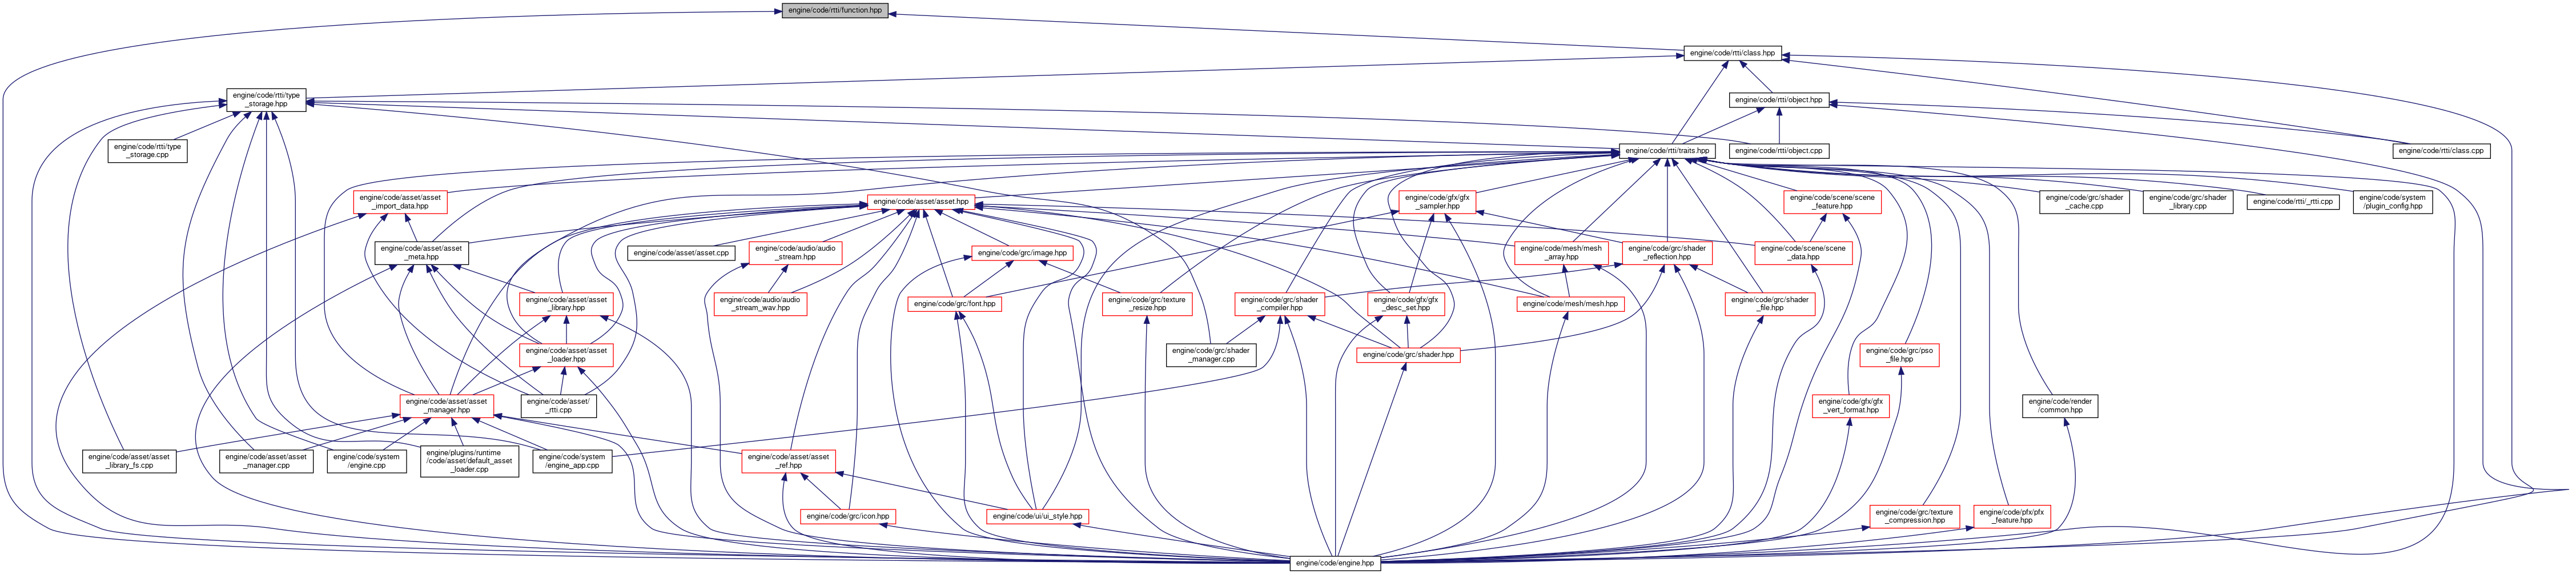 engine/code/rtti/function.hpp
engine/code/rtti/class.hpp
engine/code/rtti/type
_storage.hpp
engine/code/rtti/object.hpp
engine/code/rtti/type
_storage.cpp
engine/code/rtti/traits.hpp
engine/code/rtti/object.cpp
engine/code/rtti/class.cpp
engine/code/asset/asset
_import_data.hpp
engine/code/asset/asset.hpp
engine/code/gfx/gfx
_sampler.hpp
engine/code/scene/scene
_feature.hpp
engine/code/grc/shader
_cache.cpp
engine/code/grc/shader
_library.cpp
engine/code/rtti/_rtti.cpp
engine/code/system
/plugin_config.hpp
engine/code/asset/asset
_meta.hpp
engine/code/asset/asset.cpp
engine/code/audio/audio
_stream.hpp
engine/code/grc/image.hpp
engine/code/mesh/mesh
_array.hpp
engine/code/grc/shader
_reflection.hpp
engine/code/scene/scene
_data.hpp
engine/code/asset/asset
_library.hpp
engine/code/audio/audio
_stream_wav.hpp
engine/code/grc/font.hpp
engine/code/grc/texture
_resize.hpp
engine/code/grc/shader
_compiler.hpp
engine/code/gfx/gfx
_desc_set.hpp
engine/code/mesh/mesh.hpp
engine/code/grc/shader
_file.hpp
engine/code/asset/asset
_loader.hpp
engine/code/grc/shader
_manager.cpp
engine/code/grc/shader.hpp
engine/code/grc/pso
_file.hpp
engine/code/asset/asset
_manager.hpp
engine/code/asset/
_rtti.cpp
engine/code/gfx/gfx
_vert_format.hpp
engine/code/render
/common.hpp
engine/code/asset/asset
_library_fs.cpp
engine/code/asset/asset
_manager.cpp
engine/code/system
/engine.cpp
engine/plugins/runtime
/code/asset/default_asset
_loader.cpp
engine/code/system
/engine_app.cpp
engine/code/asset/asset
_ref.hpp
engine/code/grc/icon.hpp
engine/code/ui/ui_style.hpp
engine/code/grc/texture
_compression.hpp
engine/code/pfx/pfx
_feature.hpp
engine/code/engine.hpp